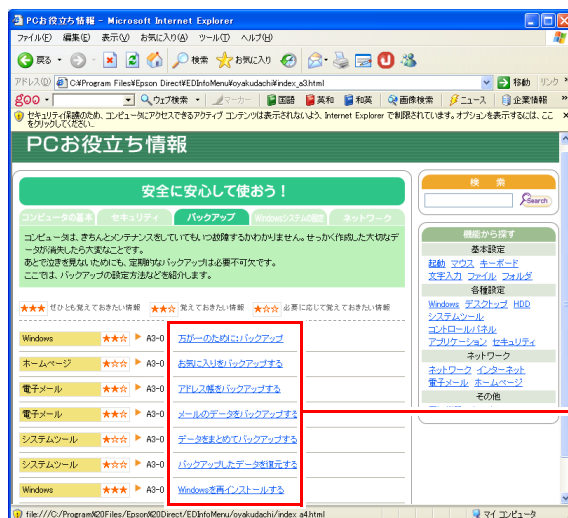 PCお役立ち情報 - Microsoft Internet Explorer
ファイル(F) 編集(E) 表示(V) お気に入り(A) ツール(T) ヘルプ(H)
戻る 検索 お気に入り
アドレス(D) C:¥Program Files¥Epson Direct¥EDInfoMenu¥oyakudachi¥index_a3.html 移動 リンク »
goo ウェブ検索 マーカー 国語 英和 和英 画像検索 ニュース 企業情報 »
セキュリティ保護のため、コンピュータにアクセスできるアクティブ コンテンツは表示されないよう、Internet Explorer で制限されています。オプションを表示するには、ここをクリックしてください...
PCお役立ち情報
安全に安心して使おう！
コンピュータの基本 セキュリティ バックアップ Windowsシステムの設定 ネットワーク
コンピュータは、きちんとメンテナンスをしていてもいつ故障するかわかりません。せっかく作成した大切なデ
ータが消失したら大変なことです。
あとで泣きを見ないためにも、定期的なバックアップは必要不可欠です。
ここでは、バックアップの設定方法などを紹介します。
★★★ ぜひとも覚えておきたい情報 ★★☆ 覚えておきたい情報 ★☆☆ 必要に応じて覚えておきたい情報
Windows ★★☆ A3-0 万が一のために:バックアップ
ホームページ ★☆☆ A3-0 お気に入りをバックアップする
電子メール ★★☆ A3-0 アドレス帳をバックアップする
電子メール ★★☆ A3-0 メールのデータをバックアップする
システムツール ★☆☆ A3-0 データをまとめてバックアップする
システムツール ★☆☆ A3-0 バックアップしたデータを復元する
Windows ★★★ A3-0 Windowsを再インストールする
検 索
Search
機能から探す
基本設定
起動 マウス キーボード
文字入力 ファイル フォルダ
各種設定
Windows デスクトップ HDD
システムツール
コントロールパネル
アプリケーション セキュリティ
ネットワーク
ネットワーク インターネット
電子メール ホームページ
その他
file:///C:/Program%20Files/Epson%20Direct/EDInfoMenu/oyakudachi/index_a4.html マイ コンピュータ